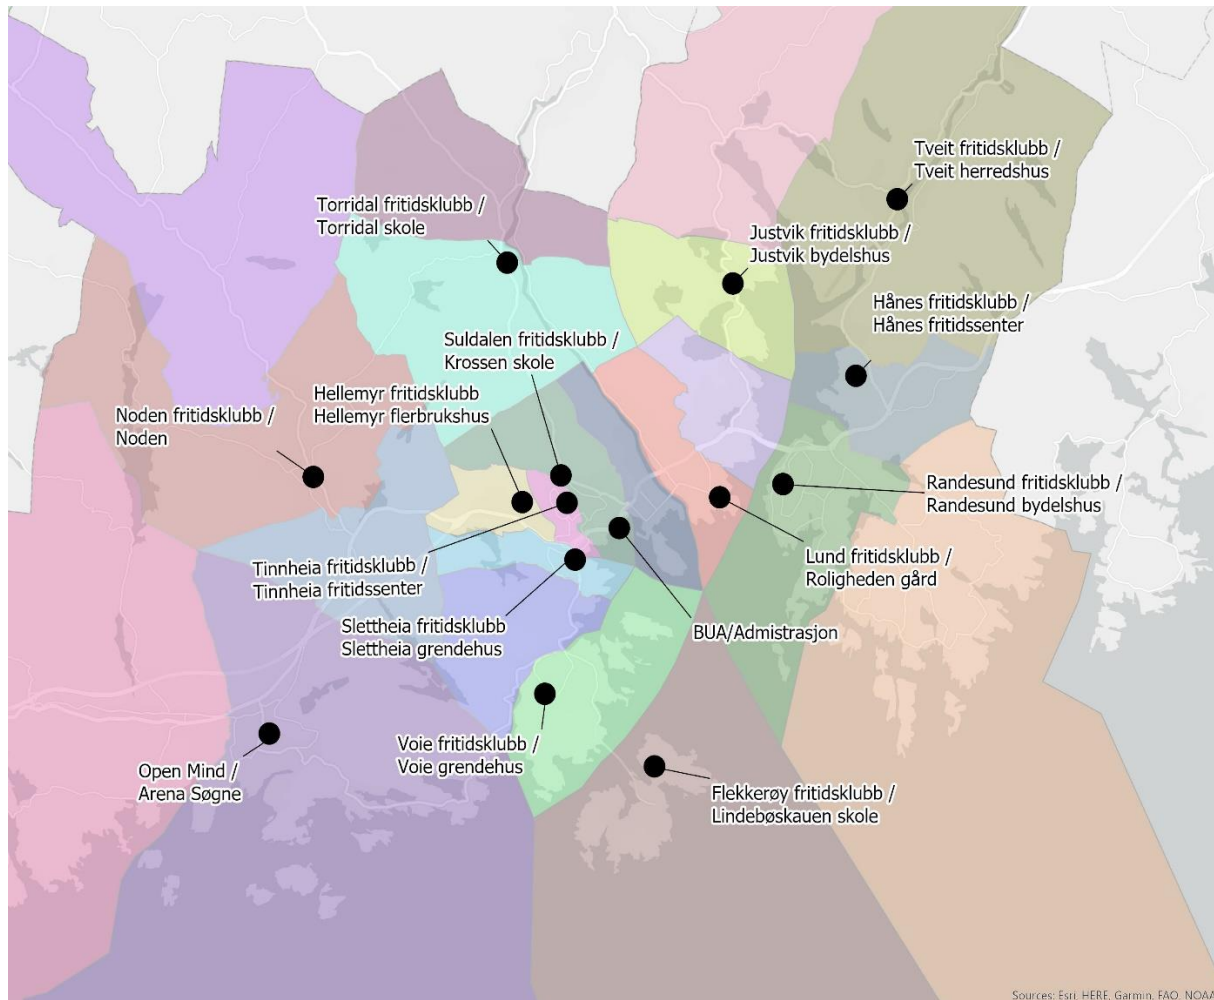 Tveit fritidsklubb /
Tveit herredshus
Torridal fritidsklubb /
Torridal skole
Justvik fritidsklubb /
Justvik bydelshus
Hånes fritidsklubb /
Hånes fritidssenter
Suldalen fritidsklubb /
Krossen skole
Hellemyr fritidsklubb
Hellemyr flerbrukshus
Noden fritidsklubb /
Noden
Randesund fritidsklubb /
Randesund bydelshus
Lund fritidsklubb /
Roligheden gård
Tinnheia fritidsklubb /
Tinnheia fritidssenter
Slettheia fritidsklubb
Slettheia grendehus
BUA/Admistrasjon
Voie fritidsklubb /
Voie grendehus
Open Mind /
Arena Søgne
Flekkerøy fritidsklubb /
Lindebøskauen skole
Sources: Esri, HERE, Garmin, FAO, NOAA